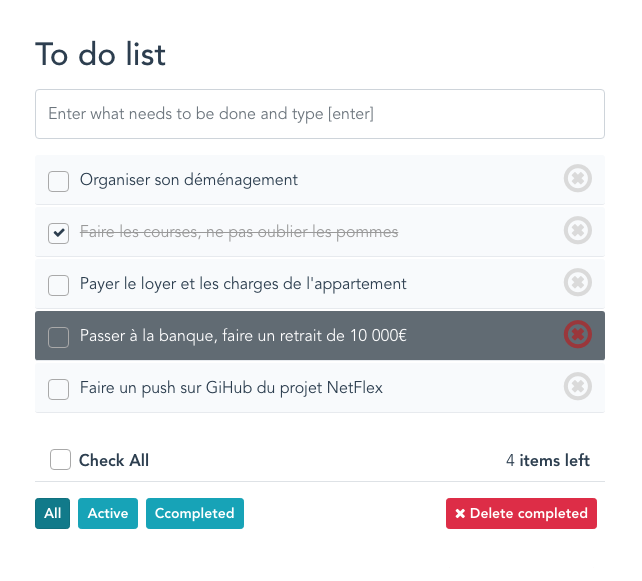 To do list
Enter what needs to be done and type [enter]
Organiser son déménagement
Faire les courses, ne pas oublier les pommes
Payer le loyer et les charges de l'appartement
Passer à la banque, faire un retrait de 10 000€
Faire un push sur GiHub du projet NetFlex
Check All 4 items left
All Active Ccompleted Delete completed